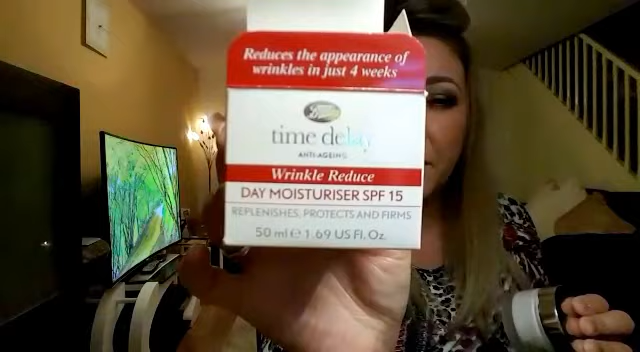 Reduces the appearance of
wrinkles in just 4 weeks
Boots
time delay
ANTI-AGEING
Wrinkle Reduce
DAY MOISTURISER SPF 15
REPLENISHES, PROTECTS AND FIRMS
50 ml e 1.69 US Fl. Oz.